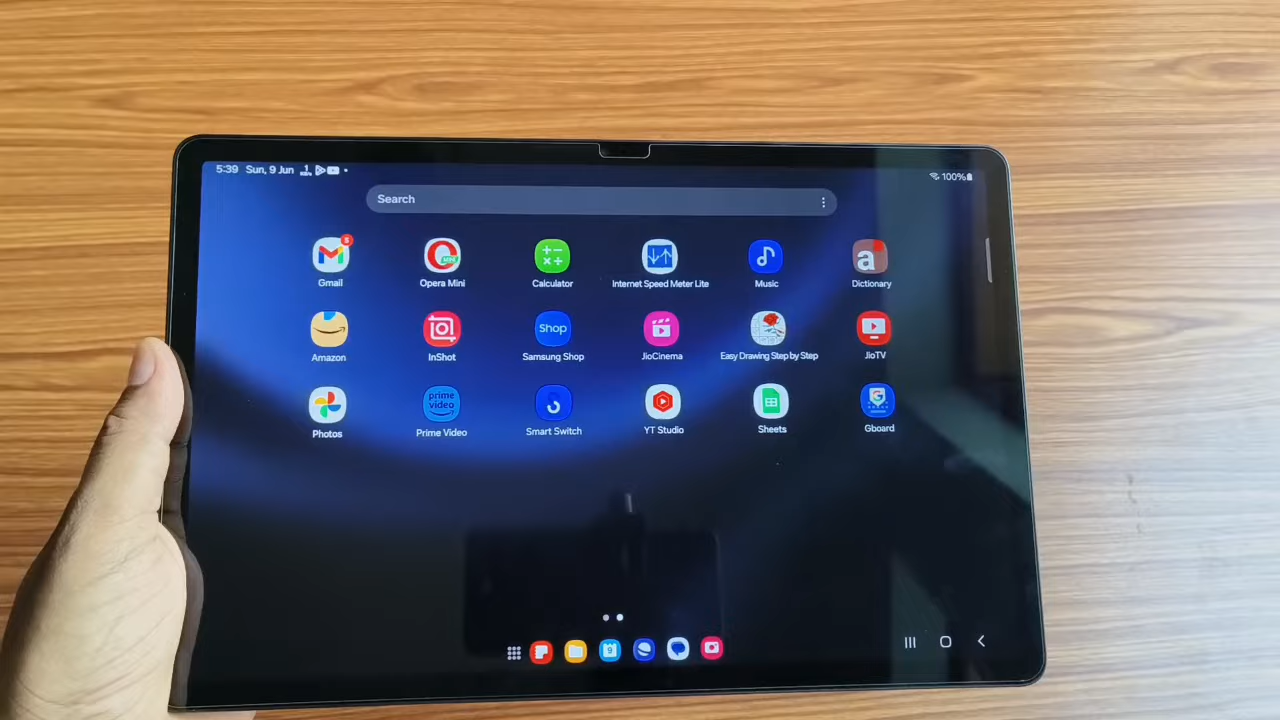 5:39 Sun, 9 Jun
100%
Search
Gmail Opera Mini Calculator Internet Speed Meter Lite Music Dictionary
Shop
Amazon InShot Samsung Shop JioCinema Easy Drawing Step by Step JioTV
prime video
Photos Prime Video Smart Switch YT Studio Sheets Gboard
9